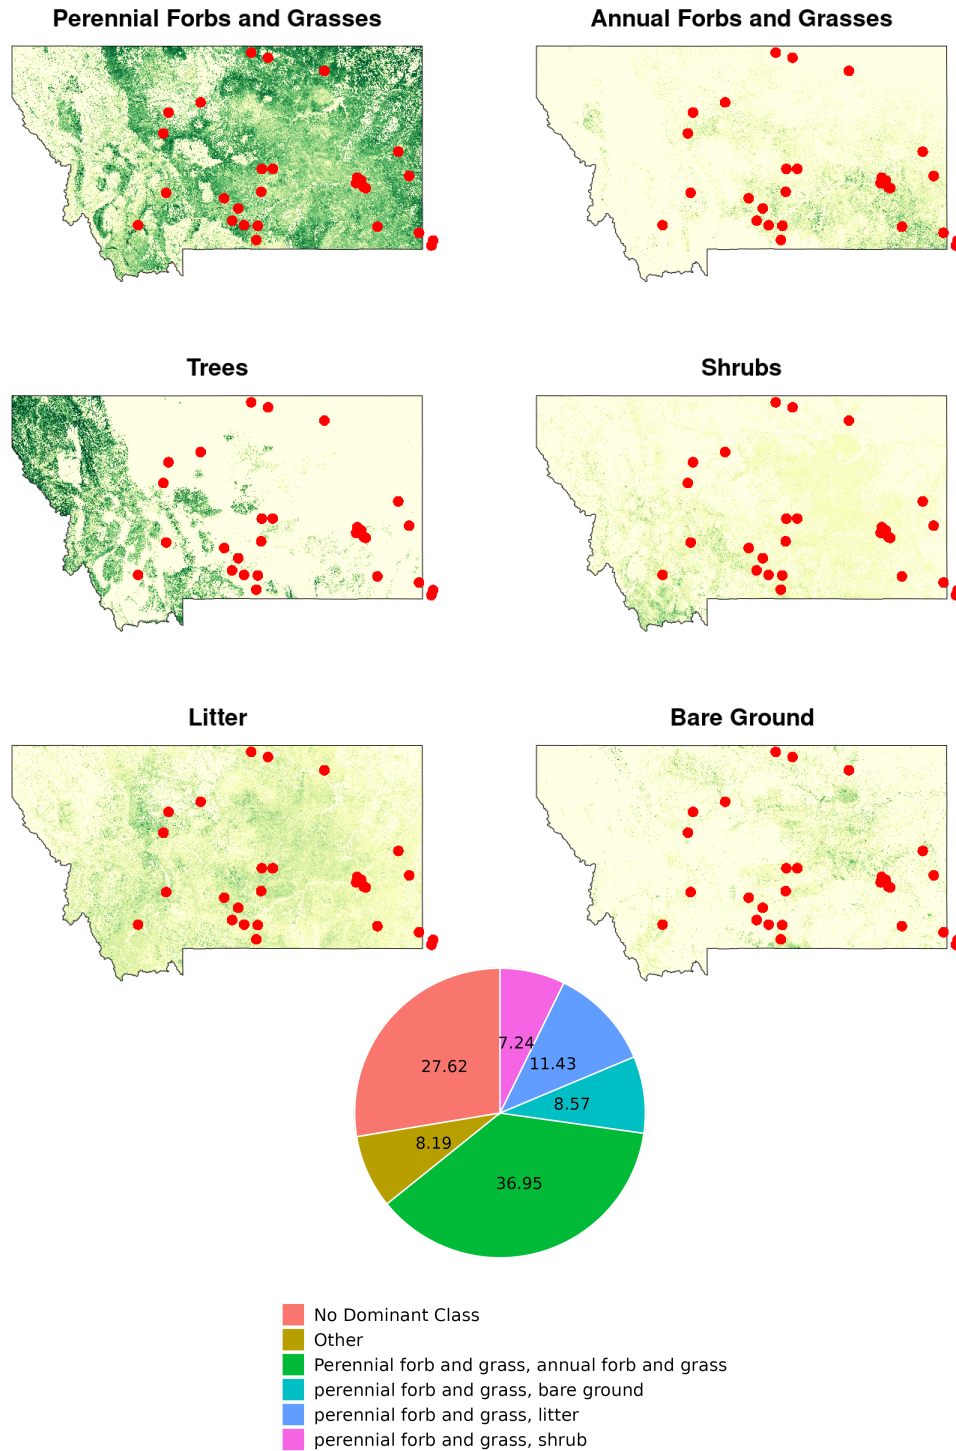 Perennial Forbs and Grasses
Annual Forbs and Grasses
Trees
Shrubs
Litter
Bare Ground
7.24
11.43
27.62
8.57
8.19
36.95
No Dominant Class
Other
Perennial forb and grass, annual forb and grass
perennial forb and grass, bare ground
perennial forb and grass, litter
perennial forb and grass, shrub